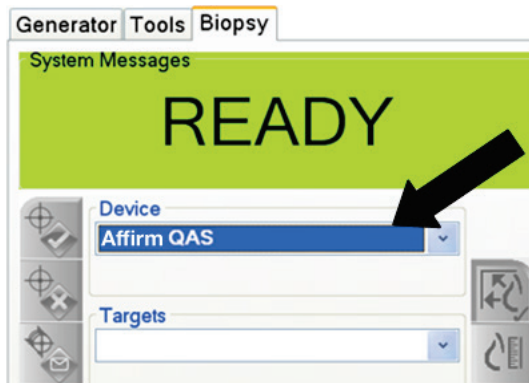 Generator Tools Biopsy
System Messages
READY
Device
Affirm QAS
Targets